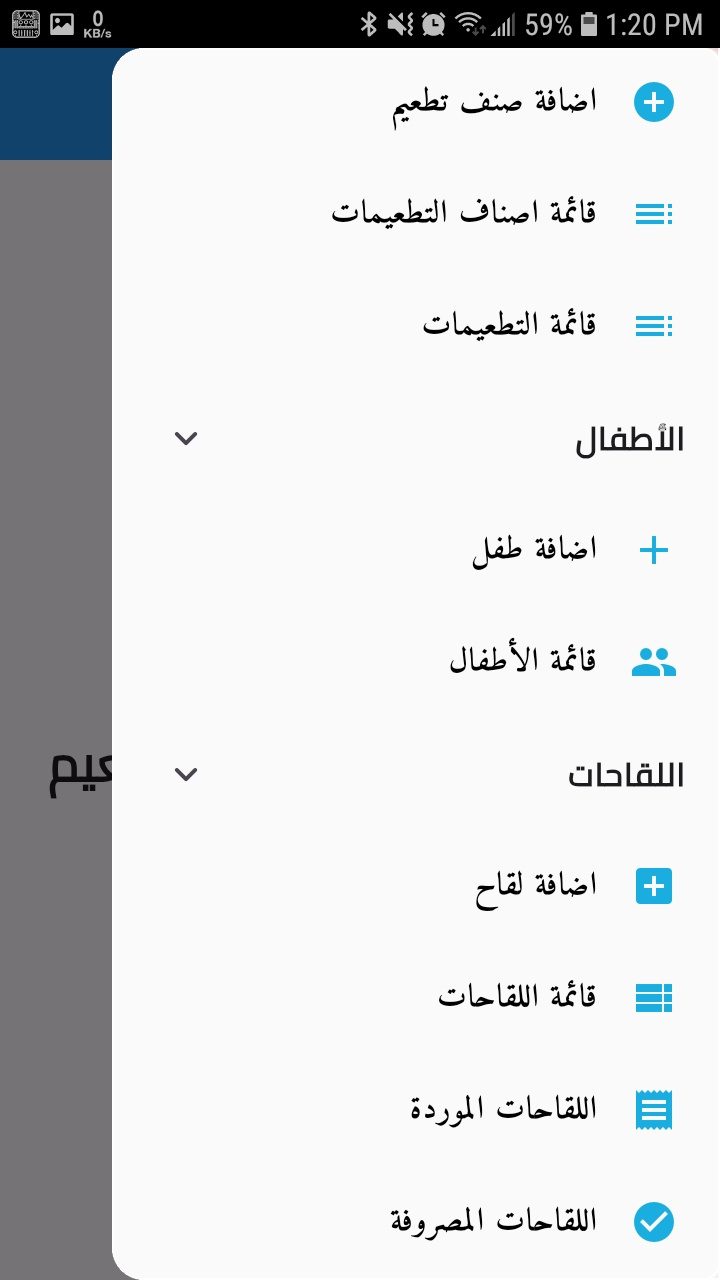 0
KB/s
59%
1:20 PM
اضافة صنف تطعيم
قائمة اصناف التطعيمات
قائمة التطعيمات
الأطفال
اضافة طفل
قائمة الأطفال
اللقاحات
اضافة لقاح
قائمة اللقاحات
اللقاحات الموردة
اللقاحات المصروفة